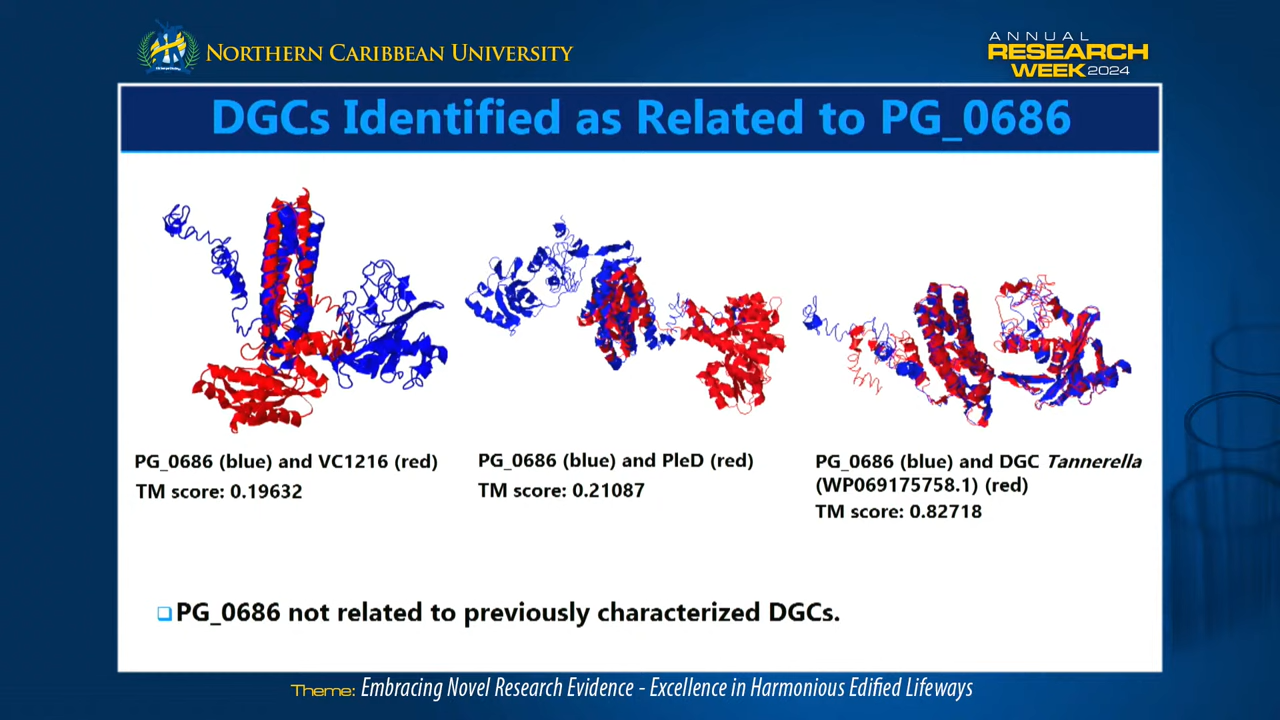 NORTHERN CARIBBEAN UNIVERSITY
ANNUAL
RESEARCH
WEEK 2024
DGCs Identified as Related to PG_0686
PG_0686 (blue) and VC1216 (red)
TM score: 0.19632
PG_0686 (blue) and PleD (red)
TM score: 0.21087
PG_0686 (blue) and DGC Tannerella
(WP069175758.1) (red)
TM score: 0.82718
PG_0686 not related to previously characterized DGCs.
Theme: Embracing Novel Research Evidence - Excellence in Harmonious Edified Lifeways